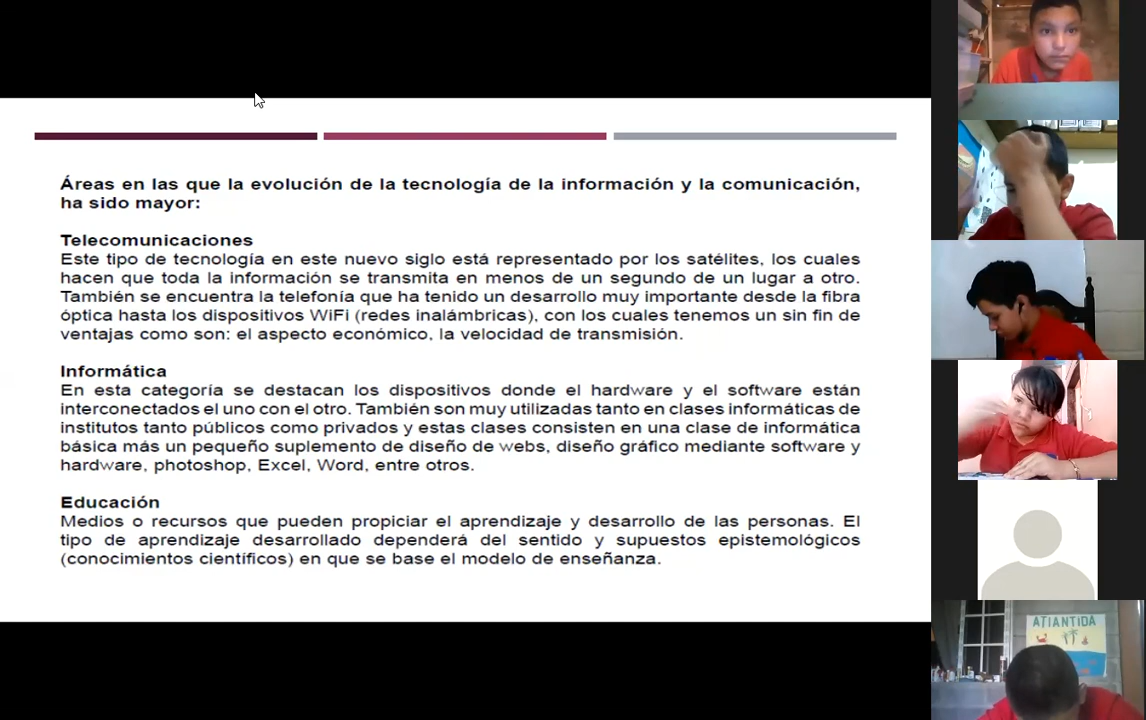 Áreas en las que la evolución de la tecnología de la información y la comunicación,
ha sido mayor:
Telecomunicaciones
Este tipo de tecnología en este nuevo siglo está representado por los satélites, los cuales
hacen que toda la información se transmita en menos de un segundo de un lugar a otro.
También se encuentra la telefonía que ha tenido un desarrollo muy importante desde la fibra
óptica hasta los dispositivos WiFi (redes inalámbricas), con los cuales tenemos un sin fin de
ventajas como son: el aspecto económico, la velocidad de transmisión.
Informática
En esta categoría se destacan los dispositivos donde el hardware y el software están
interconectados el uno con el otro. También son muy utilizadas tanto en clases informáticas de
institutos tanto públicos como privados y estas clases consisten en una clase de informática
básica más un pequeño suplemento de diseño de webs, diseño gráfico mediante software y
hardware, photoshop, Excel, Word, entre otros.
Educación
Medios o recursos que pueden propiciar el aprendizaje y desarrollo de las personas. El
tipo de aprendizaje desarrollado dependerá del sentido y supuestos epistemológicos
(conocimientos científicos) en que se base el modelo de enseñanza.
ATLANTIDA